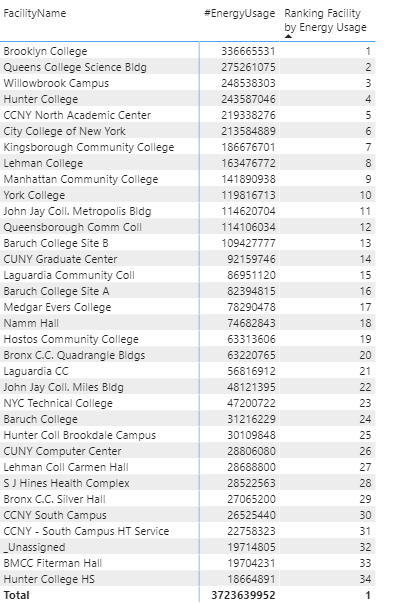 FacilityName #EnergyUsage Ranking Facility
by Energy Usage
Brooklyn College 336665531 1
Queens College Science Bldg 275261075 2
Willowbrook Campus 248538303 3
Hunter College 243587046 4
CCNY North Academic Center 219338276 5
City College of New York 213584889 6
Kingsborough Community College 186676701 7
Lehman College 163476772 8
Manhattan Community College 141890938 9
York College 119816713 10
John Jay Coll. Metropolis Bldg 114620704 11
Queensborough Comm Coll 114106034 12
Baruch College Site B 109427777 13
CUNY Graduate Center 92159746 14
Laguardia Community Coll 86951120 15
Baruch College Site A 82394815 16
Medgar Evers College 78290478 17
Namm Hall 74682843 18
Hostos Community College 63313606 19
Bronx C.C. Quadrangle Bldgs 63220765 20
Laguardia CC 56816912 21
John Jay Coll. Miles Bldg 48121395 22
NYC Technical College 47200722 23
Baruch College 31216229 24
Hunter Coll Brookdale Campus 30109848 25
CUNY Computer Center 28806080 26
Lehman Coll Carmen Hall 28688800 27
S J Hines Health Complex 28522563 28
Bronx C.C. Silver Hall 27065200 29
CCNY South Campus 26525440 30
CCNY - South Campus HT Service 22758323 31
_Unassigned 19714805 32
BMCC Fiterman Hall 19704231 33
Hunter College HS 18664891 34
Total 3723639952 1